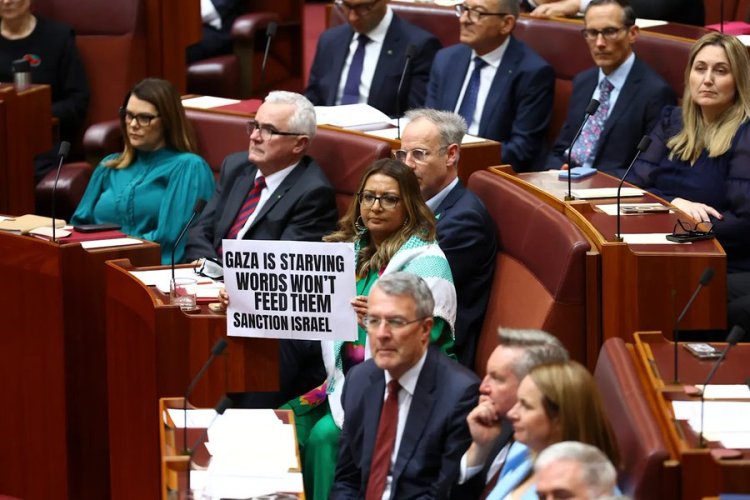 GAZA IS STARVING
WORDS WON'T
FEED THEM
SANCTION ISRAEL